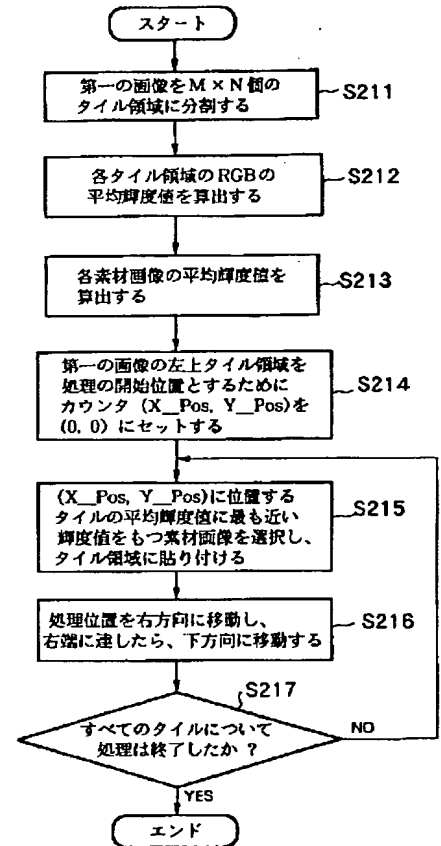 スタート
第一の画像をM×N個の
タイル領域に分割する
S211
各タイル領域のRGBの
平均輝度値を算出する
S212
各素材画像の平均輝度値を
算出する
S213
第一の画像の左上タイル領域を
処理の開始位置とするために
カウンタ (X__Pos, Y__Pos)を
(0, 0) にセットする
S214
(X__Pos, Y__Pos)に位置する
タイルの平均輝度値に最も近い
輝度値をもつ素材画像を選択し、
タイル領域に貼り付ける
S215
処理位置を右方向に移動し、
右端に達したら、下方向に移動する
S216
S217
すべてのタイルについて
処理は終了したか ?
NO
YES
エンド